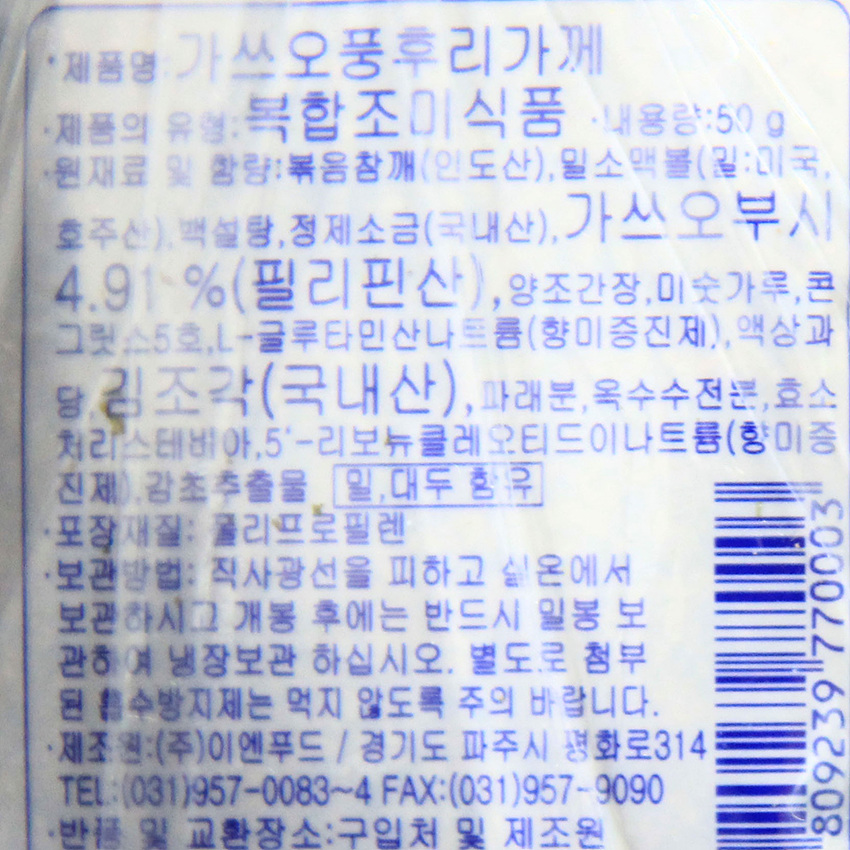 ·제품명:가쓰오풍후리가께
·제품의 유형:복합조미식품 ·내용량:50 g
·원재료 및 함량:볶음참깨(인도산),밀소맥볼(밀:미국,
호주산),백설탕,정제소금(국내산),가쓰오부시
4.91 %(필리핀산),양조간장,미숫가루,콘
그릿스5호,L-글루타민산나트륨(향미증진제),액상과
당,김조각(국내산),파래분,옥수수전분,효소
처리스테비아,5'-리보뉴클레오티드이나트륨(향미증
진제),감초추출물 밀,대두 함유
·포장재질: 폴리프로필렌
·보관방법: 직사광선을 피하고 실온에서
보관하시고 개봉 후에는 반드시 밀봉 보
관하여 냉장보관 하십시오. 별도로 첨부
된 흡수방지제는 먹지 않도록 주의 바랍니다.
·제조원:(주)이엔푸드 / 경기도 파주시 평화로314
TEL:(031)957-0083~4 FAX:(031)957-9090
·반품 및 교환장소:구입처 및 제조원
809239 770003